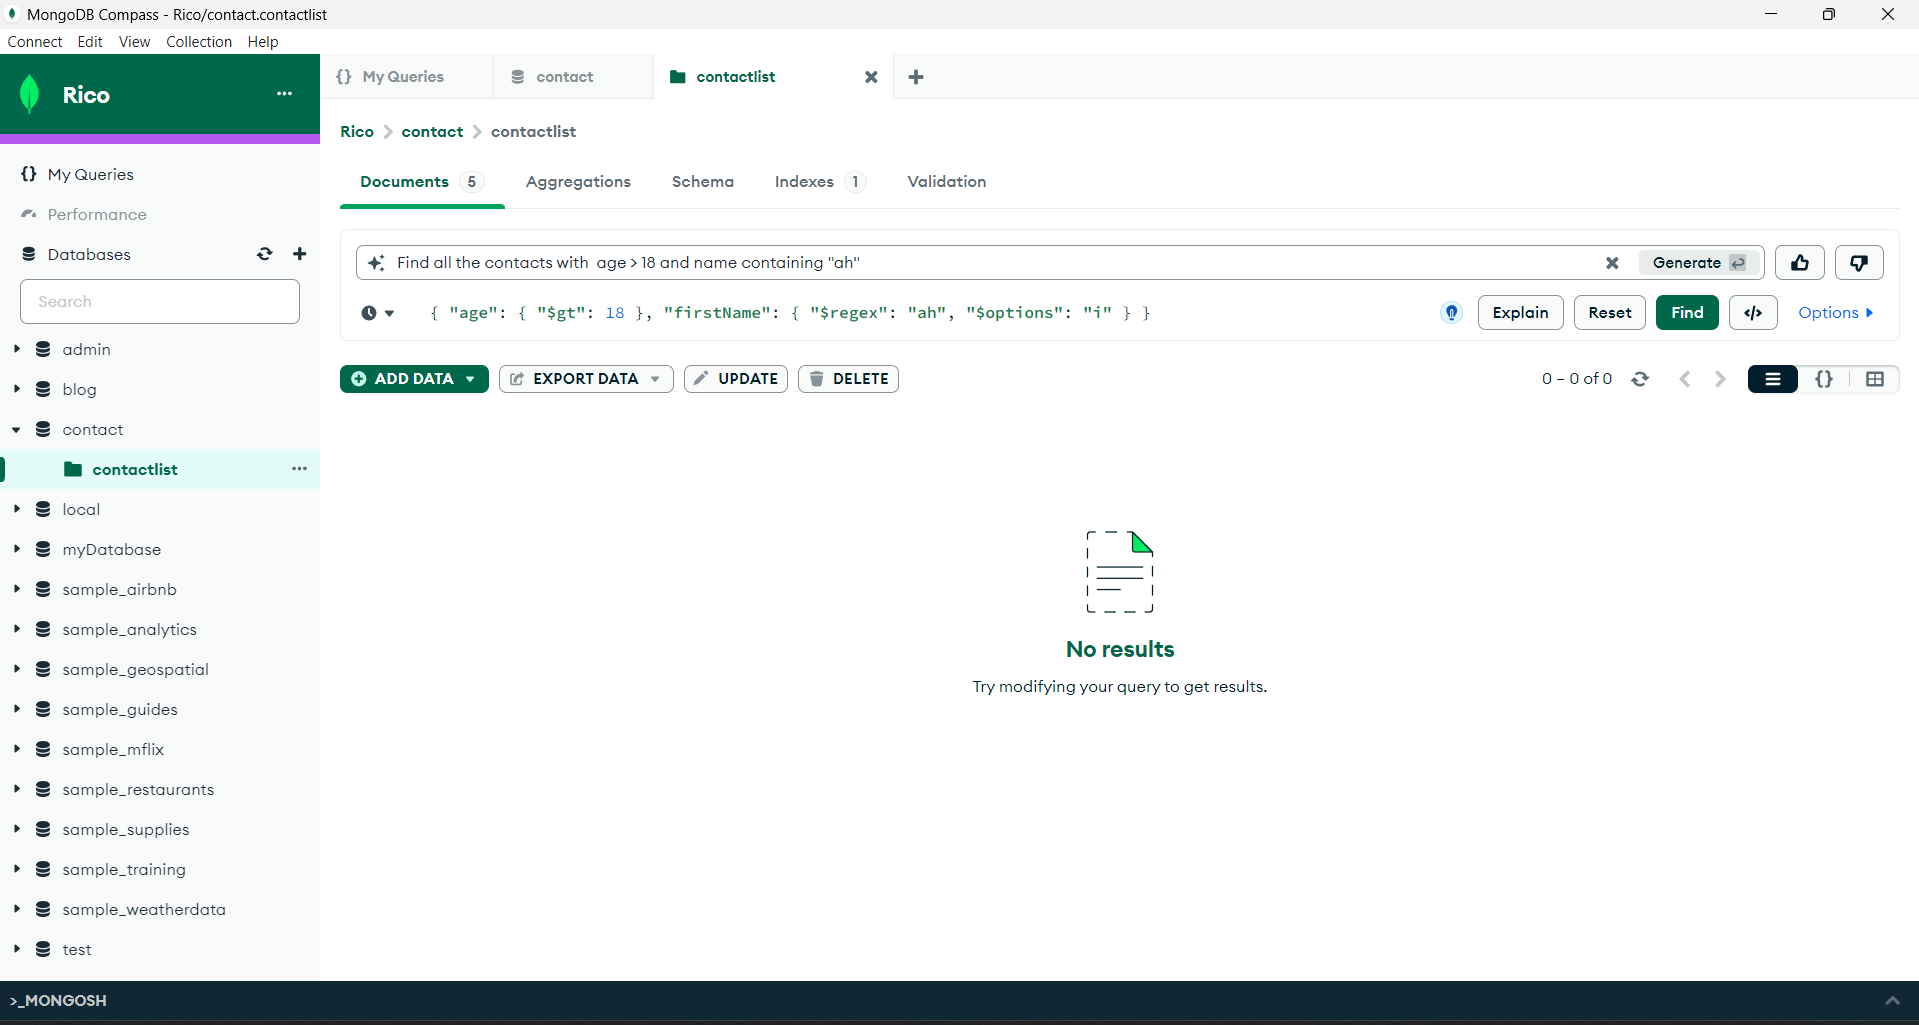 MongoDB Compass - Rico/contact.contactlist
Connect Edit View Collection Help
Rico
My Queries
contact
contactlist
Rico > contact > contactlist
My Queries
Performance
Databases
Search
admin
blog
contact
contactlist
local
myDatabase
sample_airbnb
sample_analytics
sample_geospatial
sample_guides
sample_mflix
sample_restaurants
sample_supplies
sample_training
sample_weatherdata
test
Documents 5 Aggregations Schema Indexes 1 Validation
Find all the contacts with  age > 18 and name containing "ah"
Generate
{ "age": { "$gt": 18 }, "firstName": { "$regex": "ah", "$options": "i" } }
Explain Reset Find </> Options
ADD DATA EXPORT DATA UPDATE DELETE
0 – 0 of 0
{}
No results
Try modifying your query to get results.
>_MONGOSH